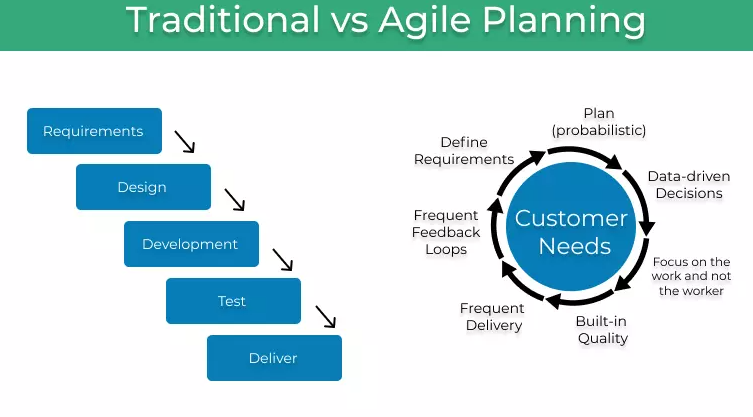 Traditional vs Agile Planning
Requirements
Design
Development
Test
Deliver
Plan
(probabilistic)
Data-driven
Decisions
Focus on the
work and not
the worker
Built-in
Quality
Frequent
Delivery
Frequent
Feedback
Loops
Define
Requirements
Customer
Needs